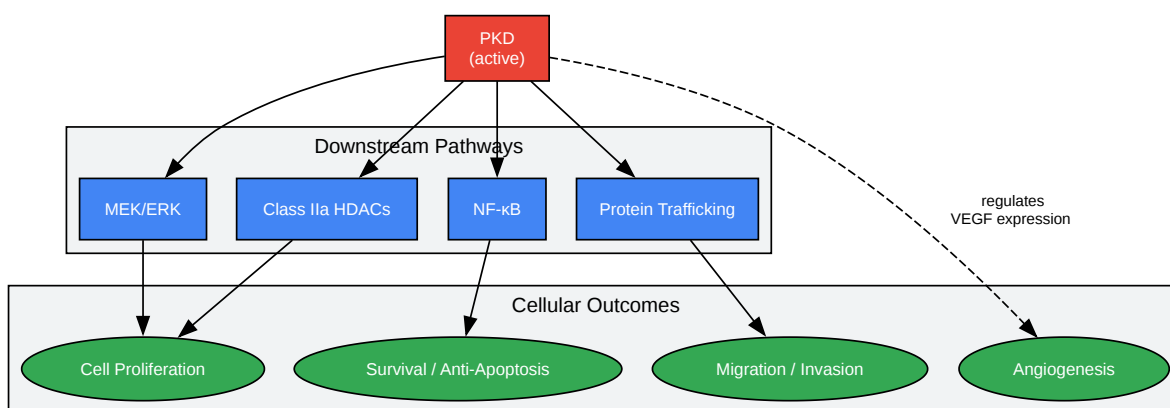 PKD
(active)
Downstream Pathways
MEK/ERK
Class IIa HDACs
NF-κB
Protein Trafficking
regulates
VEGF expression
Cellular Outcomes
Cell Proliferation
Survival / Anti-Apoptosis
Migration / Invasion
Angiogenesis